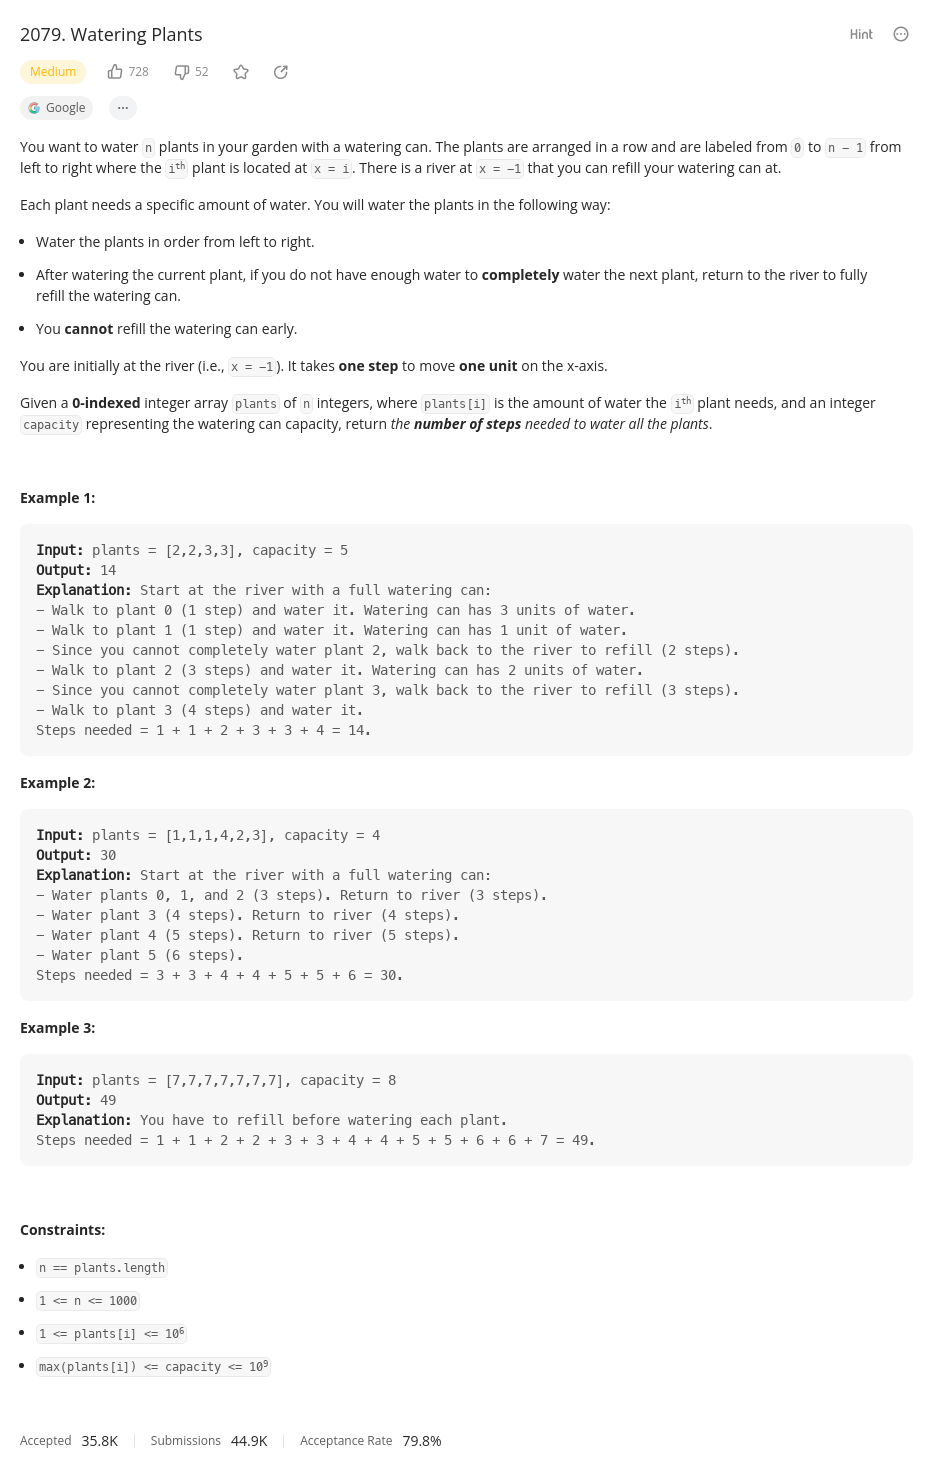 2079. Watering Plants
Hint
Medium 728 52
Google ...
You want to water n plants in your garden with a watering can. The plants are arranged in a row and are labeled from 0 to n - 1 from
left to right where the iᵗʰ plant is located at x = i. There is a river at x = -1 that you can refill your watering can at.
Each plant needs a specific amount of water. You will water the plants in the following way:
• Water the plants in order from left to right.
• After watering the current plant, if you do not have enough water to completely water the next plant, return to the river to fully
refill the watering can.
• You cannot refill the watering can early.
You are initially at the river (i.e., x = -1). It takes one step to move one unit on the x-axis.
Given a 0-indexed integer array plants of n integers, where plants[i] is the amount of water the iᵗʰ plant needs, and an integer
capacity representing the watering can capacity, return the number of steps needed to water all the plants.
Example 1:
Input: plants = [2,2,3,3], capacity = 5
Output: 14
Explanation: Start at the river with a full watering can:
- Walk to plant 0 (1 step) and water it. Watering can has 3 units of water.
- Walk to plant 1 (1 step) and water it. Watering can has 1 unit of water.
- Since you cannot completely water plant 2, walk back to the river to refill (2 steps).
- Walk to plant 2 (3 steps) and water it. Watering can has 2 units of water.
- Since you cannot completely water plant 3, walk back to the river to refill (3 steps).
- Walk to plant 3 (4 steps) and water it.
Steps needed = 1 + 1 + 2 + 3 + 3 + 4 = 14.
Example 2:
Input: plants = [1,1,1,4,2,3], capacity = 4
Output: 30
Explanation: Start at the river with a full watering can:
- Water plants 0, 1, and 2 (3 steps). Return to river (3 steps).
- Water plant 3 (4 steps). Return to river (4 steps).
- Water plant 4 (5 steps). Return to river (5 steps).
- Water plant 5 (6 steps).
Steps needed = 3 + 3 + 4 + 4 + 5 + 5 + 6 = 30.
Example 3:
Input: plants = [7,7,7,7,7,7,7], capacity = 8
Output: 49
Explanation: You have to refill before watering each plant.
Steps needed = 1 + 1 + 2 + 2 + 3 + 3 + 4 + 4 + 5 + 5 + 6 + 6 + 7 = 49.
Constraints:
• n == plants.length
• 1 <= n <= 1000
• 1 <= plants[i] <= 10⁶
• max(plants[i]) <= capacity <= 10⁹
Accepted 35.8K Submissions 44.9K Acceptance Rate 79.8%